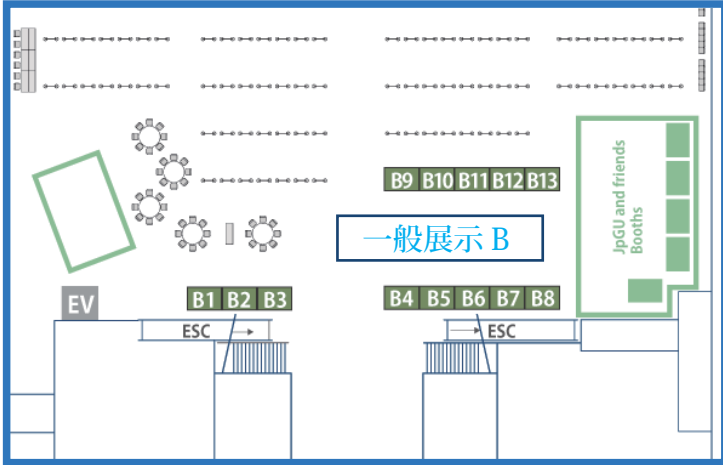 B9 B10 B11 B12 B13
JpGU and friends
Booths
一般展示 B
EV
B1 B2 B3
B4 B5 B6 B7 B8
ESC
ESC